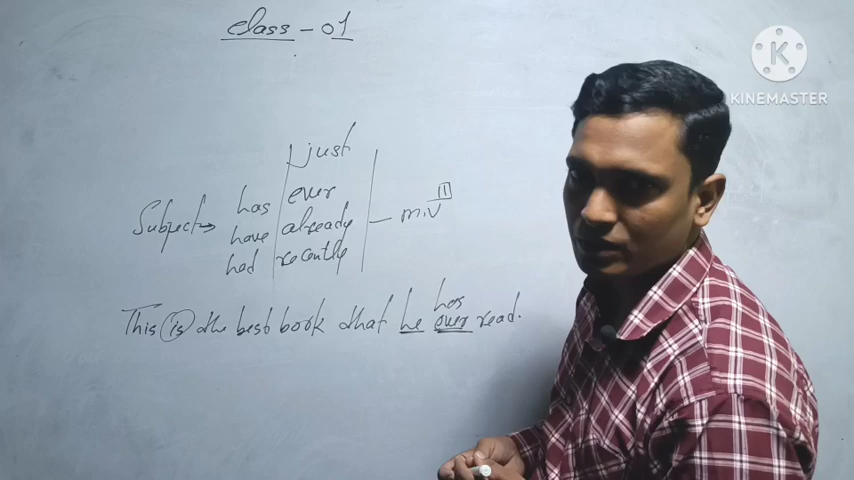 class - 01
just
has ever
Subject → have already — m.v III
had recently
has
This is the best book that he ever read.
K
KINEMASTER